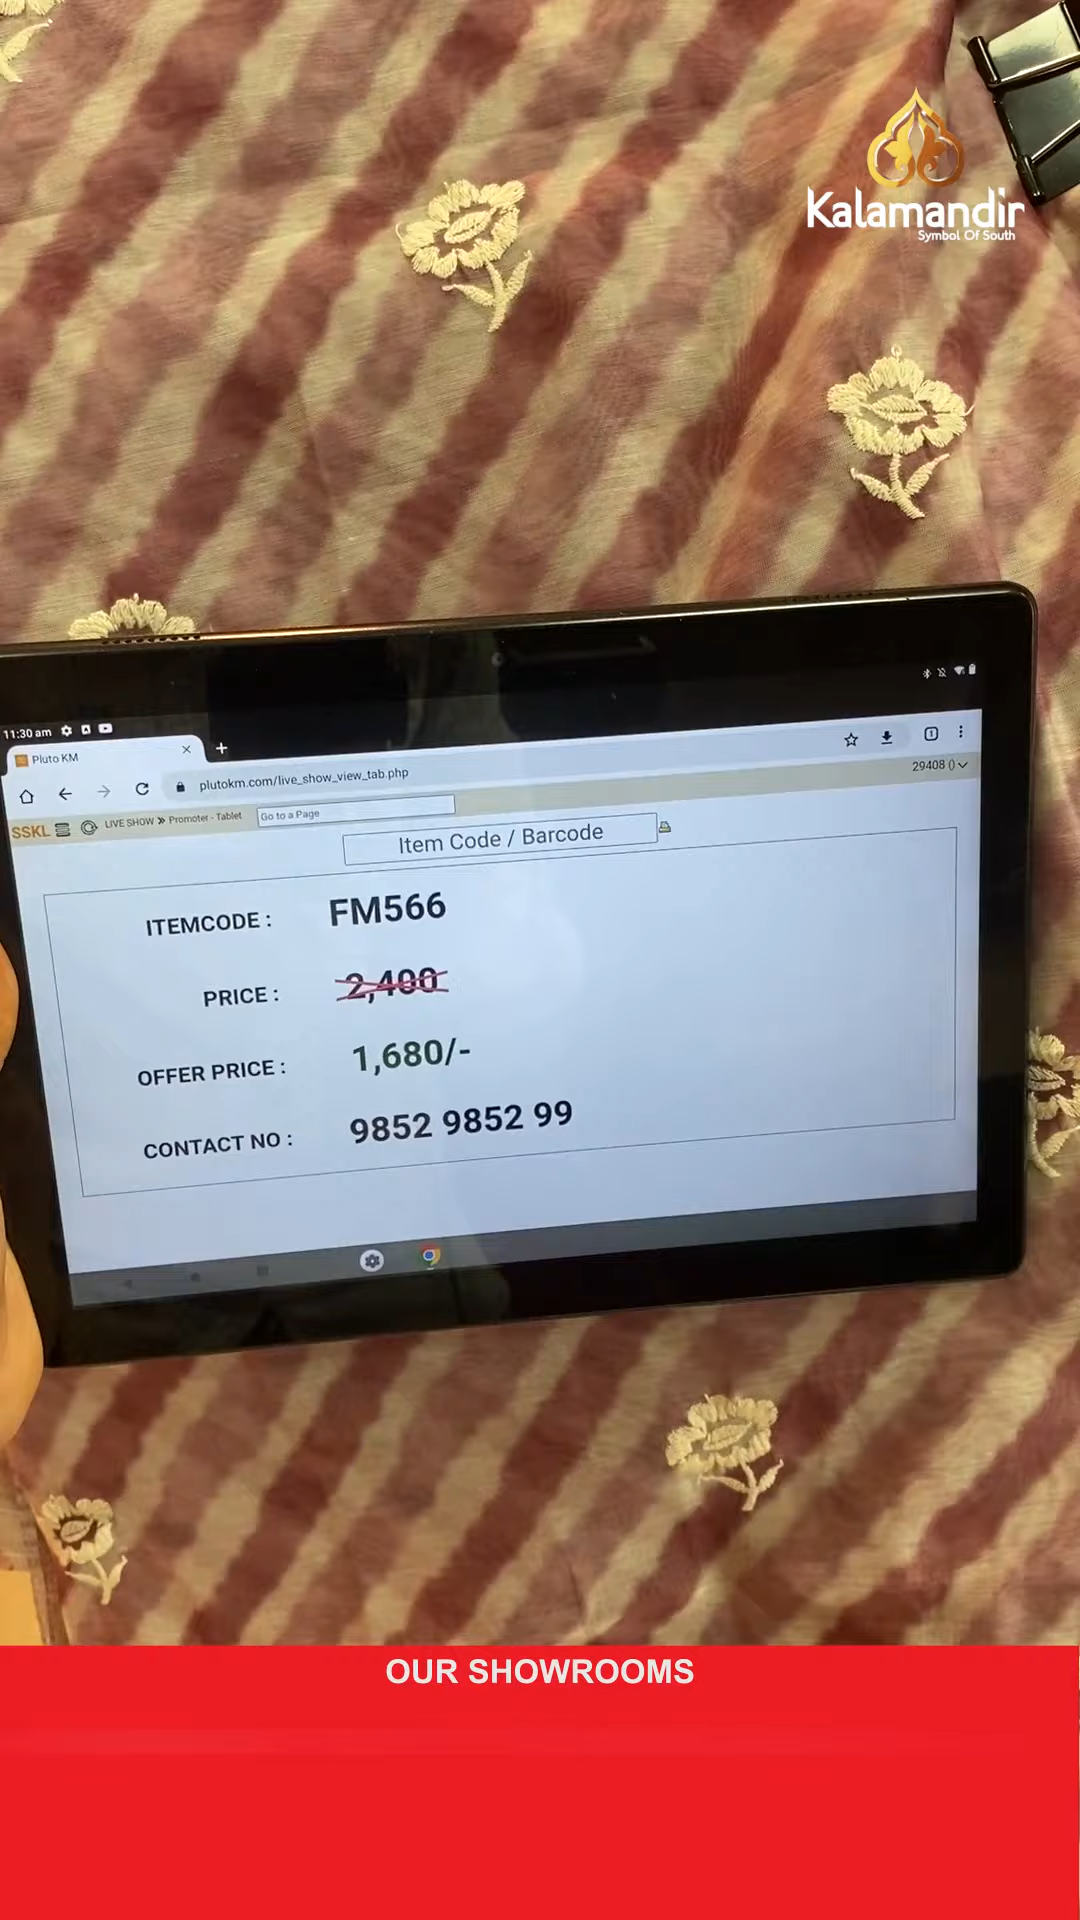 Kalamandir
Symbol Of South
11:30 am
Pluto KM
plutokm.com/live_show_view_tab.php
29408 ()
SSKL
LIVE SHOW » Promoter - Tablet
Go to a Page
Item Code / Barcode
ITEMCODE : FM566
PRICE : 2,400
OFFER PRICE : 1,680/-
CONTACT NO : 9852 9852 99
OUR SHOWROOMS